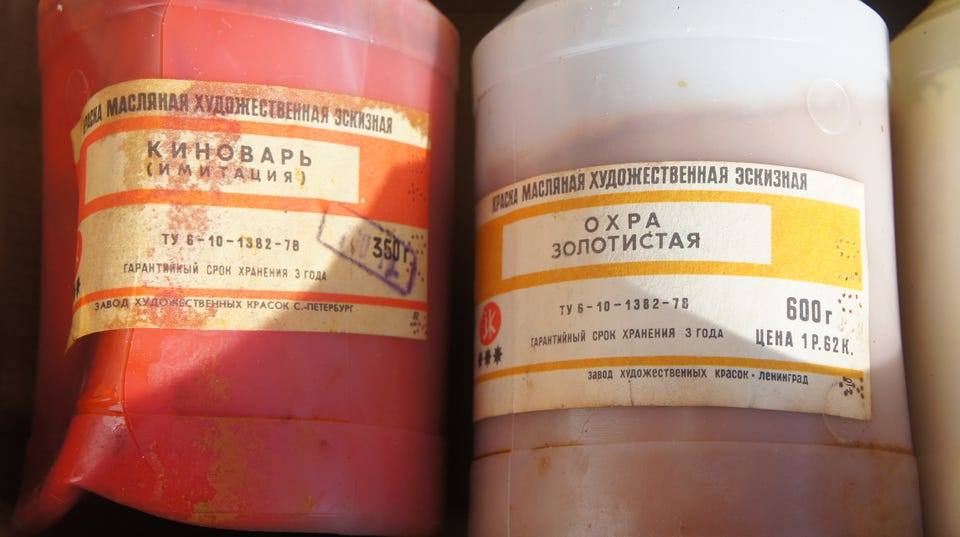 КРАСКА МАСЛЯНАЯ ХУДОЖЕСТВЕННАЯ ЭСКИЗНАЯ
КИНОВАРЬ
(ИМИТАЦИЯ)
ТУ 6-10-1382-78
350 г
ГАРАНТИЙНЫЙ СРОК ХРАНЕНИЯ 3 ГОДА
ЗАВОД ХУДОЖЕСТВЕННЫХ КРАСОК С.-ПЕТЕРБУРГ
КРАСКА МАСЛЯНАЯ ХУДОЖЕСТВЕННАЯ ЭСКИЗНАЯ
ОХРА
ЗОЛОТИСТАЯ
ТУ 6-10-1382-78
600 г
ЗХК
***
ГАРАНТИЙНЫЙ СРОК ХРАНЕНИЯ 3 ГОДА
ЦЕНА 1 Р. 62 К.
ЗАВОД ХУДОЖЕСТВЕННЫХ КРАСОК • ЛЕНИНГРАД